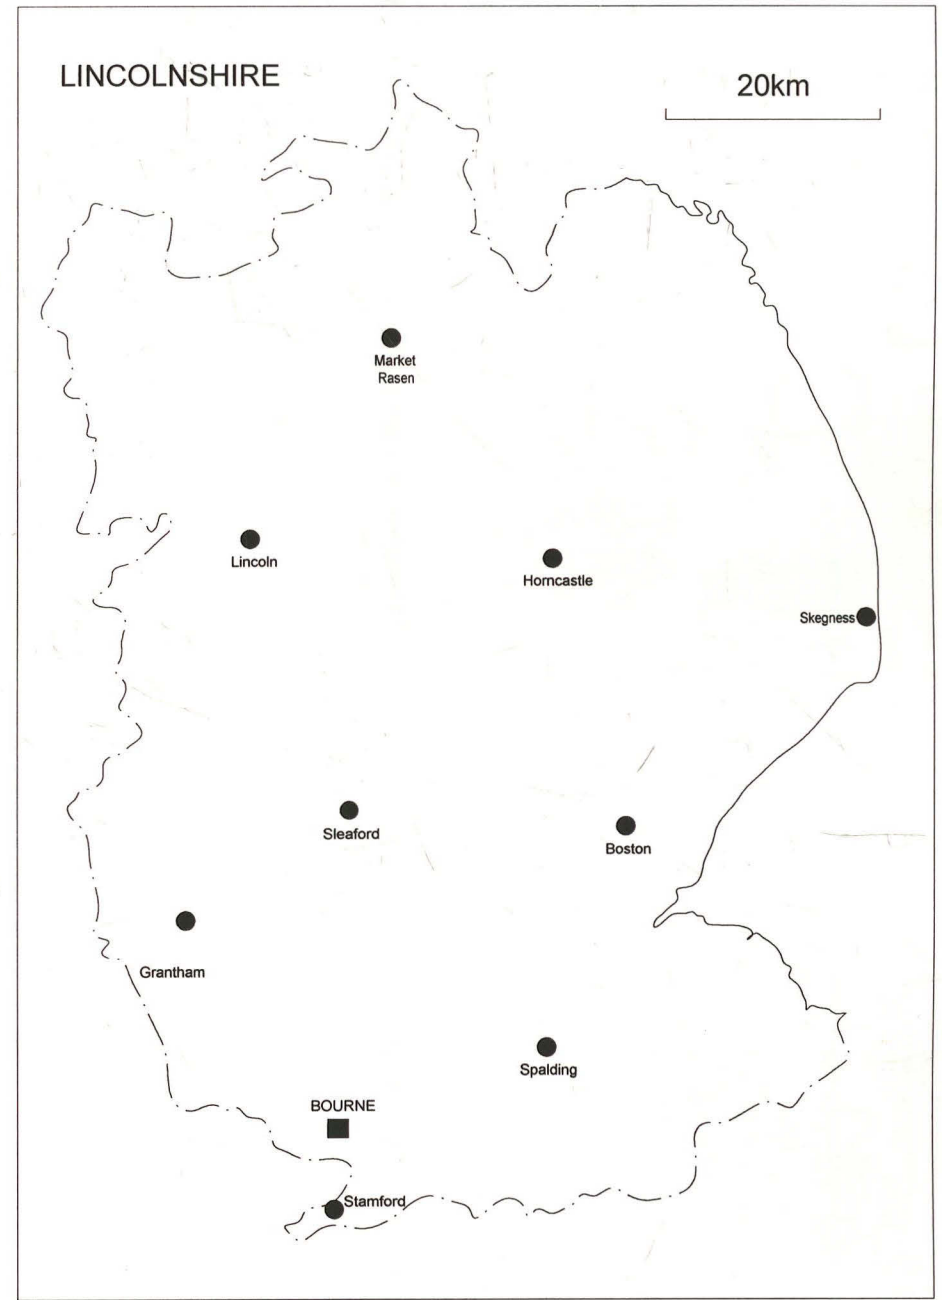 LINCOLNSHIRE
20km
Market
Rasen
Lincoln
Horncastle
Skegness
Sleaford
Boston
Grantham
Spalding
BOURNE
Stamford